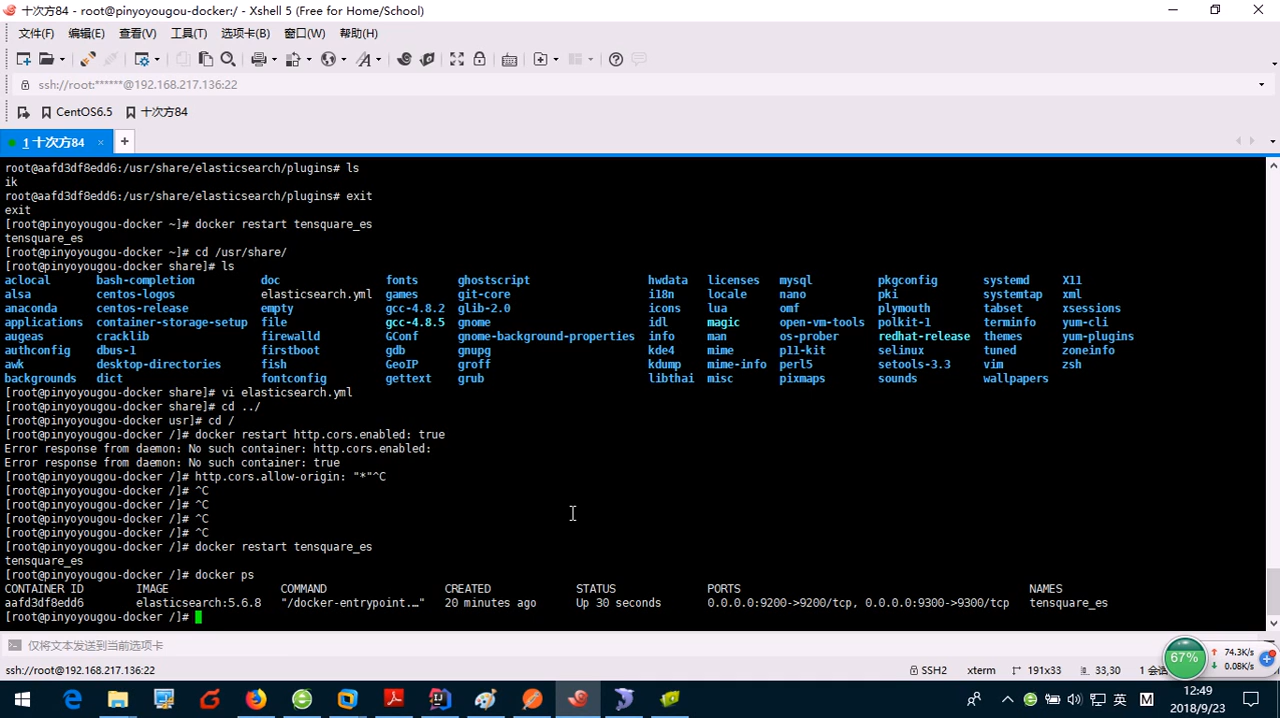 十次方84 - root@pinyoyougou-docker:/ - Xshell 5 (Free for Home/School)
文件(F) 编辑(E) 查看(V) 工具(T) 选项卡(B) 窗口(W) 帮助(H)
ssh://root:******@192.168.217.136:22
CentOS6.5 十次方84
1 十次方84 × +
root@aafd3df8edd6:/usr/share/elasticsearch/plugins# ls
ik
root@aafd3df8edd6:/usr/share/elasticsearch/plugins# exit
exit
[root@pinyoyougou-docker ~]# docker restart tensquare_es
tensquare_es
[root@pinyoyougou-docker ~]# cd /usr/share/
[root@pinyoyougou-docker share]# ls
aclocal bash-completion doc fonts ghostscript hwdata licenses mysql pkgconfig systemd X11
alsa centos-logos elasticsearch.yml games git-core i18n locale nano pki systemtap xml
anaconda centos-release empty gcc-4.8.2 glib-2.0 icons lua omf plymouth tabset xsessions
applications container-storage-setup file gcc-4.8.5 gnome idl magic open-vm-tools polkit-1 terminfo yum-cli
augeas cracklib firewalld GConf gnome-background-properties info man os-prober redhat-release themes yum-plugins
authconfig dbus-1 firstboot gdb gnupg kde4 mime p11-kit selinux tuned zoneinfo
awk desktop-directories fish GeoIP groff kdump mime-info perl5 setools-3.3 vim zsh
backgrounds dict fontconfig gettext grub libthai misc pixmaps sounds wallpapers
[root@pinyoyougou-docker share]# vi elasticsearch.yml
[root@pinyoyougou-docker share]# cd ../
[root@pinyoyougou-docker usr]# cd /
[root@pinyoyougou-docker /]# docker restart http.cors.enabled: true
Error response from daemon: No such container: http.cors.enabled:
Error response from daemon: No such container: true
[root@pinyoyougou-docker /]# http.cors.allow-origin: "*"^C
[root@pinyoyougou-docker /]# ^C
[root@pinyoyougou-docker /]# ^C
[root@pinyoyougou-docker /]# ^C
[root@pinyoyougou-docker /]# ^C
[root@pinyoyougou-docker /]# docker restart tensquare_es
tensquare_es
[root@pinyoyougou-docker /]# docker ps
CONTAINER ID IMAGE COMMAND CREATED STATUS PORTS NAMES
aafd3df8edd6 elasticsearch:5.6.8 "/docker-entrypoint.…" 20 minutes ago Up 30 seconds 0.0.0.0:9200->9200/tcp, 0.0.0.0:9300->9300/tcp tensquare_es
[root@pinyoyougou-docker /]#
仅将文本发送到当前选项卡
ssh://root@192.168.217.136:22 SSH2 xterm 191x33 33,30 1 会
67% 74.3K/s
0.08K/s
英 M 12:49
2018/9/23